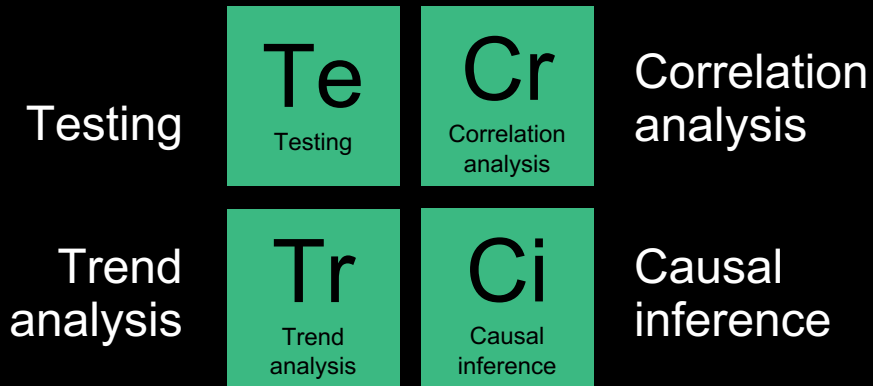 Testing
Te
Testing
Cr
Correlation
analysis
Correlation
analysis
Trend
analysis
Tr
Trend
analysis
Ci
Causal
inference
Causal
inference